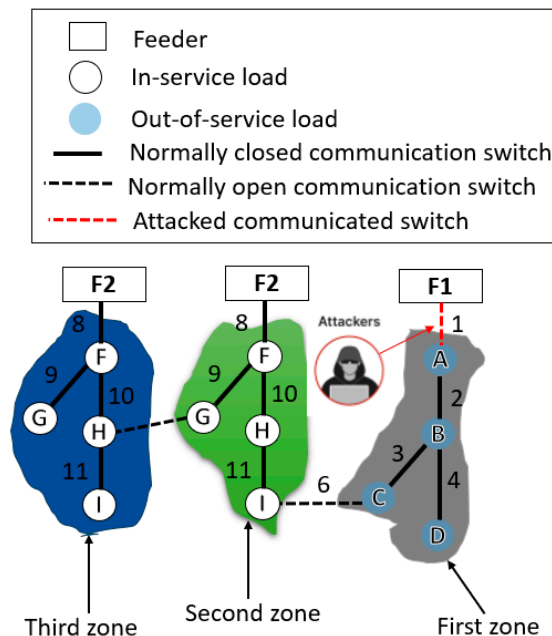 Feeder
In-service load
Out-of-service load
Normally closed communication switch
Normally open communication switch
Attacked communicated switch
F2
F2
F1
8
8
Attackers
1
F
F
A
9
10
9
10
2
G
H
G
H
B
3
4
11
11
6
I
I
C
D
Third zone
Second zone
First zone